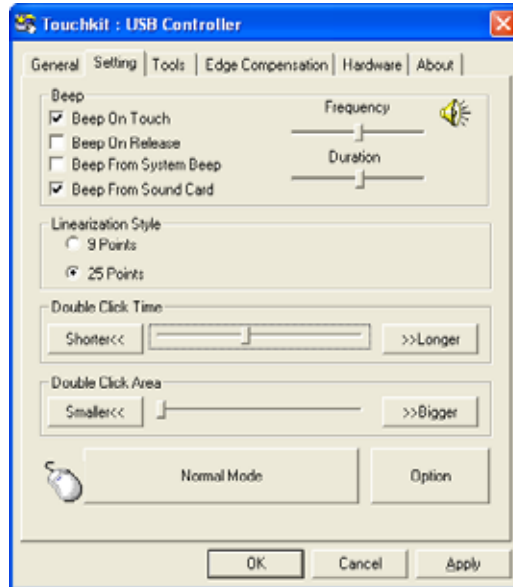 Touchkit : USB Controller
General Setting Tools Edge Compensation Hardware About
Beep
Beep On Touch
Beep On Release
Beep From System Beep
Beep From Sound Card
Frequency
Duration
Linearization Style
9 Points
25 Points
Double Click Time
Shorter<< >>Longer
Double Click Area
Smaller<< >>Bigger
Normal Mode Option
OK Cancel Apply